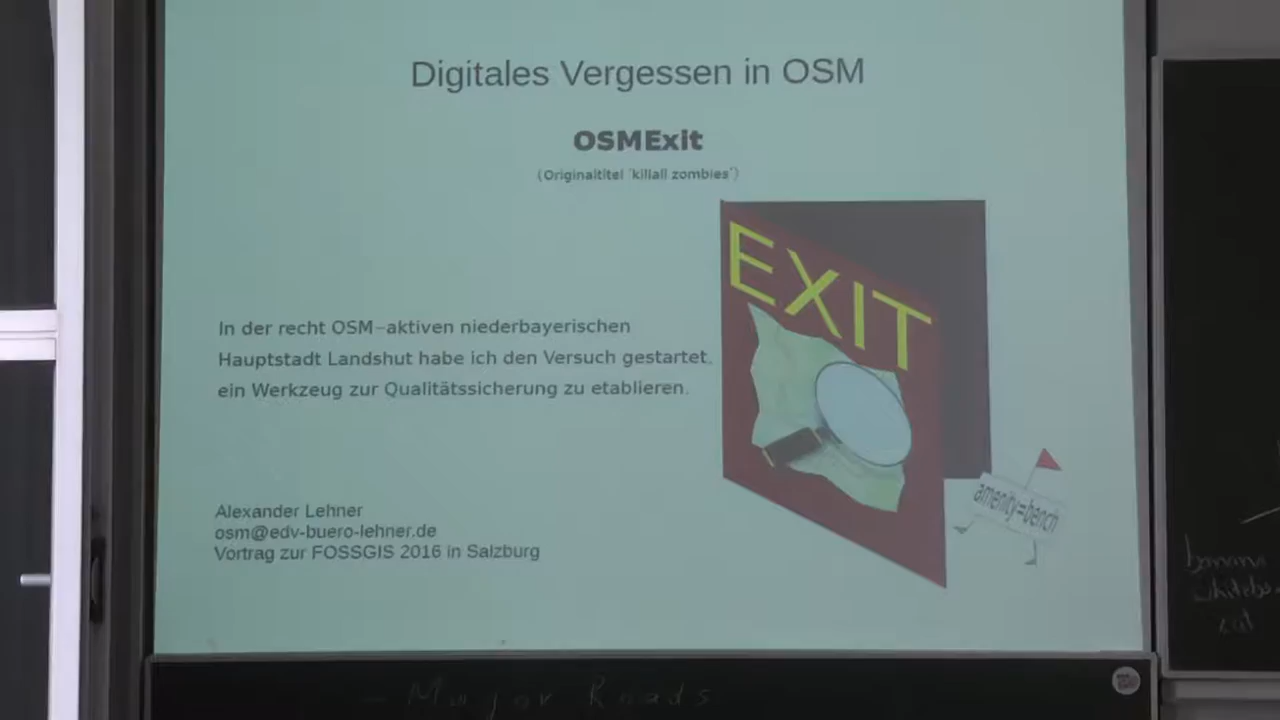 Digitales Vergessen in OSM
OSMExit
(Originaltitel 'killall zombies')
EXIT
In der recht OSM-aktiven niederbayerischen
Hauptstadt Landshut habe ich den Versuch gestartet,
ein Werkzeug zur Qualitätssicherung zu etablieren.
amenity=bench
Alexander Lehner
osm@edv-buero-lehner.de
Vortrag zur FOSSGIS 2016 in Salzburg
- Mayor Roads